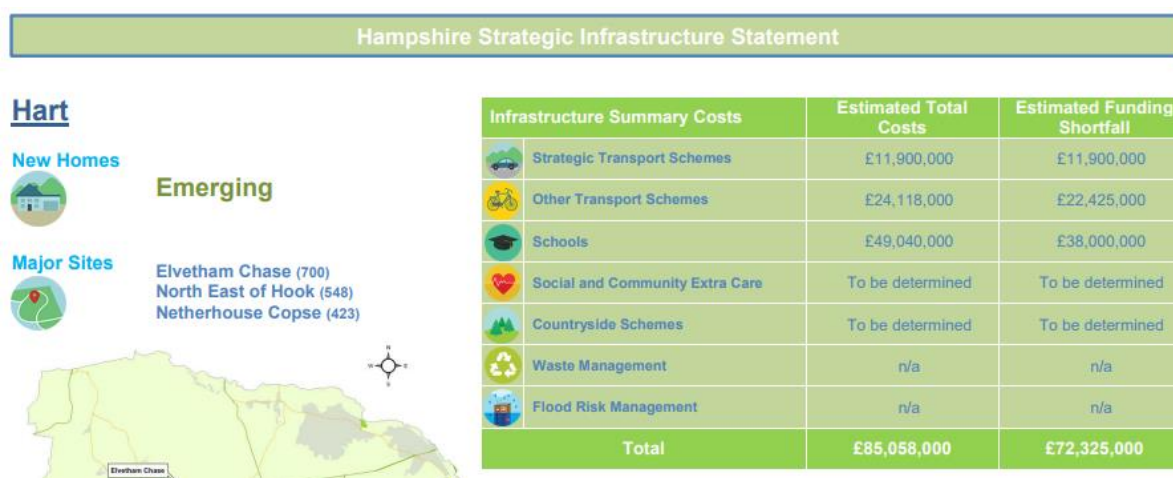 Hampshire Strategic Infrastructure Statement
Hart
New Homes
Emerging
Major Sites
Elvetham Chase (700)
North East of Hook (548)
Netherhouse Copse (423)
N
W E
S
Elvetham Chase
Infrastructure Summary Costs Estimated Total Costs Estimated Funding Shortfall
Strategic Transport Schemes £11,900,000 £11,900,000
Other Transport Schemes £24,118,000 £22,425,000
Schools £49,040,000 £38,000,000
Social and Community Extra Care To be determined To be determined
Countryside Schemes To be determined To be determined
Waste Management n/a n/a
Flood Risk Management n/a n/a
Total £85,058,000 £72,325,000